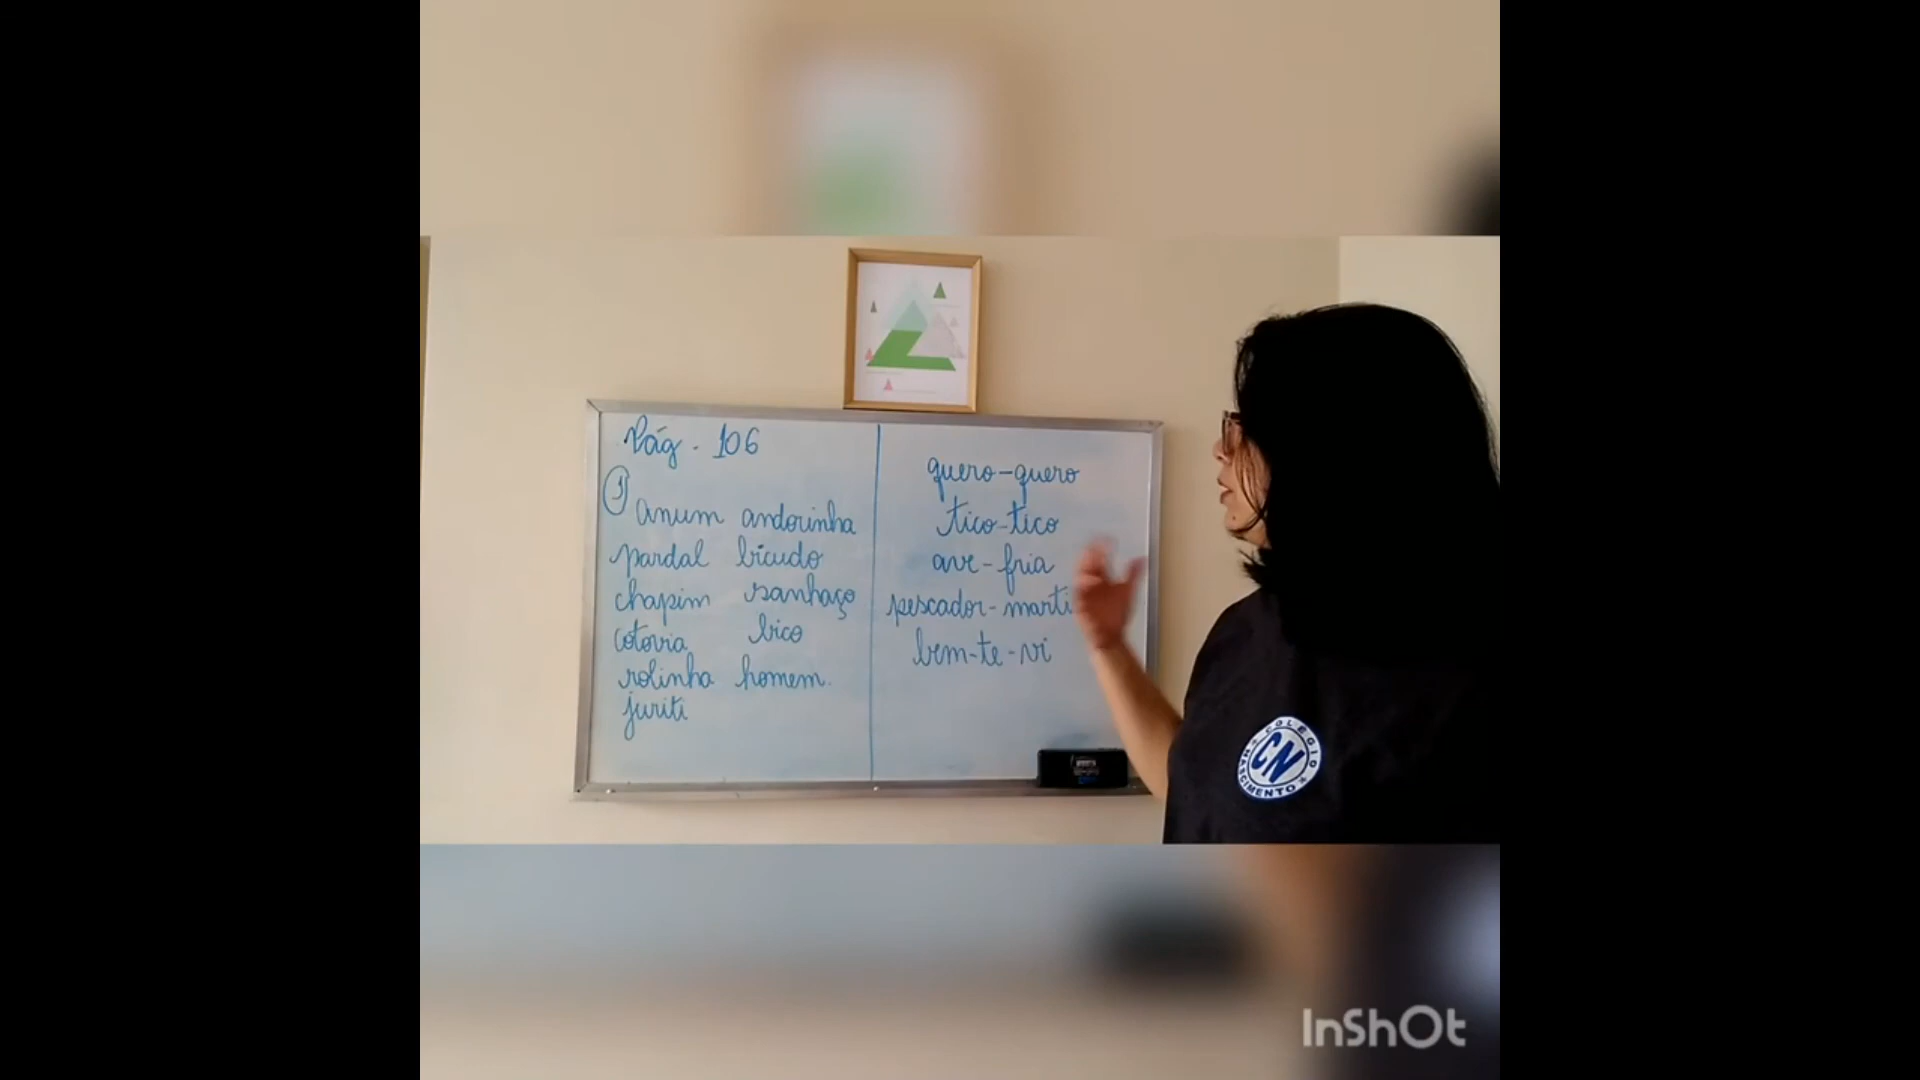 Pág. 106
1
anum andorinha
pardal bicudo
chapim sanhaço
cotovia bico
rolinha homem.
juriti
quero-quero
tico-tico
ave-fria
pescador-marti
bem-te-vi
COLÉGIO
CN
NASCIMENTO
InShOt